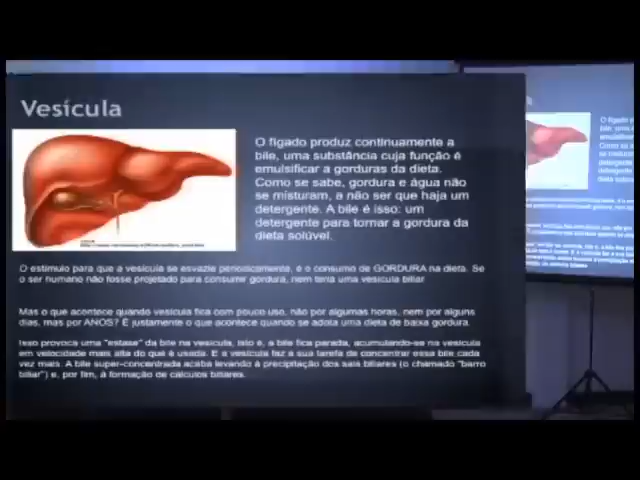 Vesícula
O fígado produz continuamente a
bile, uma substância cuja função é
emulsificar a gorduras da dieta.
Como se sabe, gordura e água não
se misturam, a não ser que haja um
detergente. A bile é isso: um
detergente para tornar a gordura da
dieta solúvel.
O estímulo para que a vesícula se esvazie periodicamente, é o consumo de GORDURA na dieta. Se
o ser humano não fosse projetado para consumir gordura, nem teria uma vesícula biliar
Mas o que acontece quando vesícula fica com pouco uso, não por algumas horas, nem por alguns
dias, mas por ANOS? É justamente o que acontece quando se adota uma dieta de baixa gordura.
Isso provoca uma "estase" da bile na vesícula, isto é, a bile fica parada, acumulando-se na vesícula
em velocidade mais alta do que é usada. E a vesícula faz a sua tarefa de concentrar essa bile cada
vez mais. A bile super-concentrada acaba levando à precipitação dos sais biliares (o chamado "barro
biliar") e, por fim, à formação de cálculos biliares.